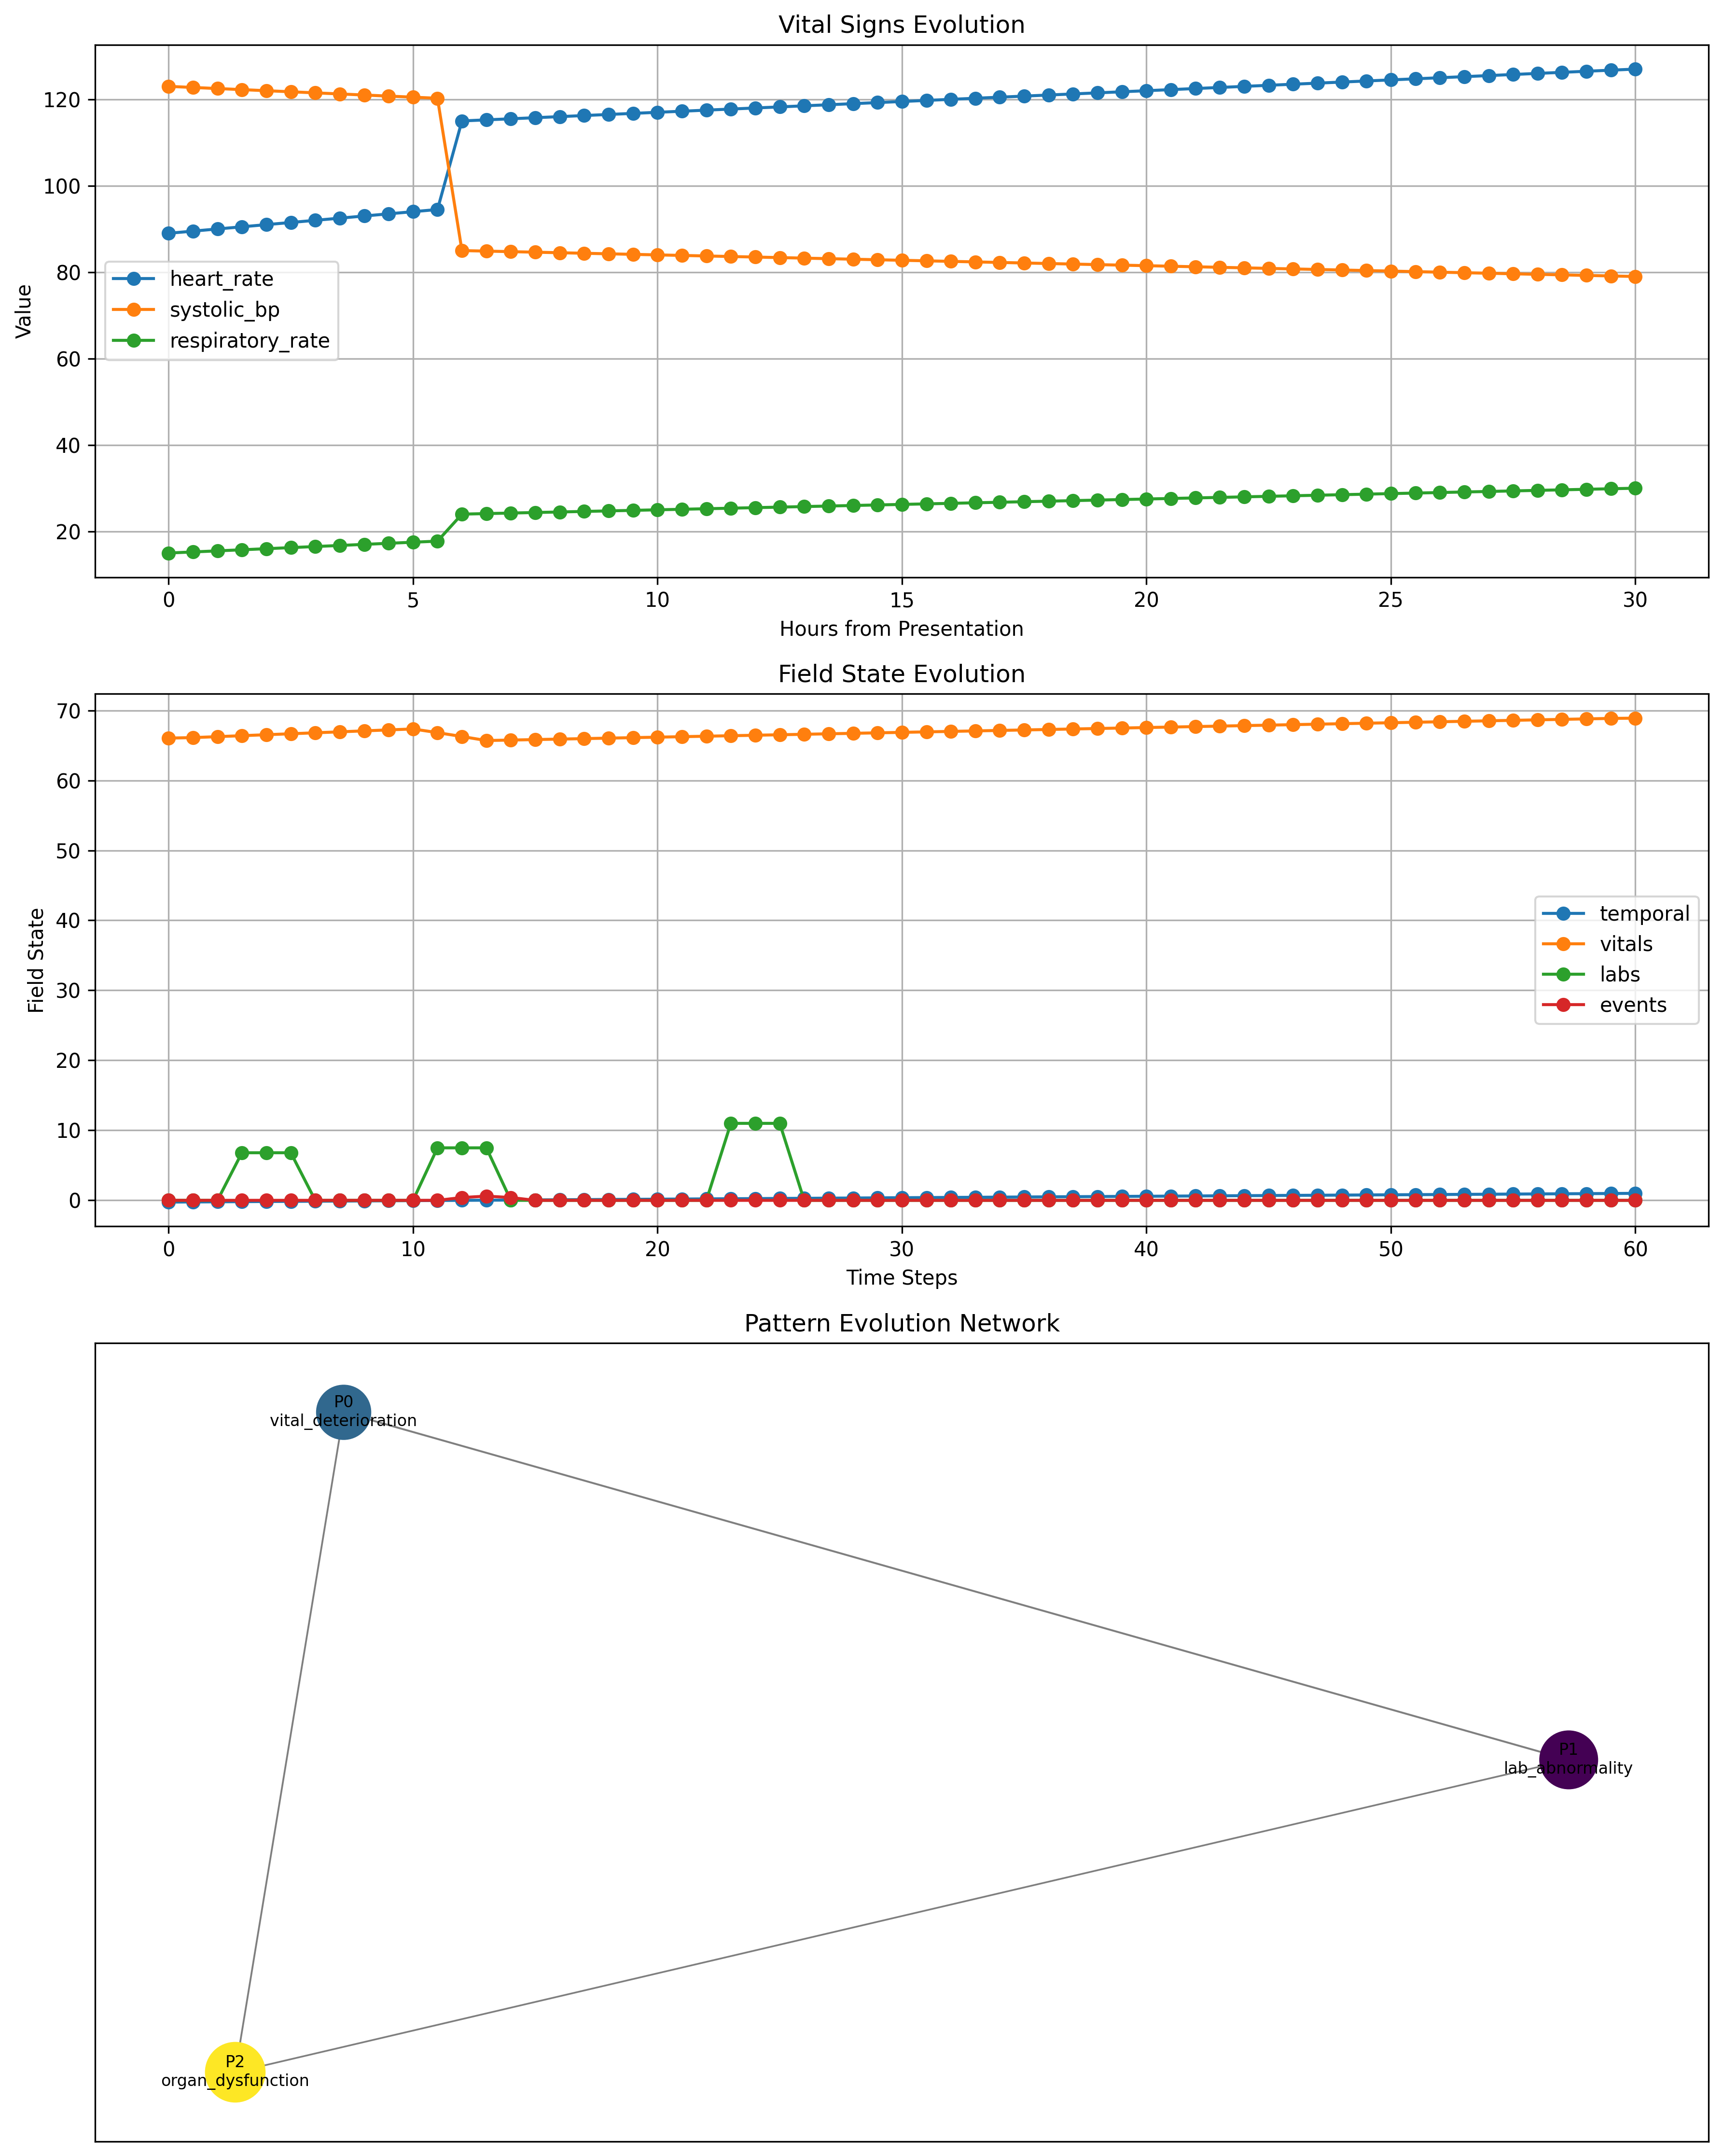 Vital Signs Evolution
120
100
80
60
40
20
Value
heart_rate
systolic_bp
respiratory_rate
0 5 10 15 20 25 30
Hours from Presentation
Field State Evolution
70
60
50
40
30
20
10
0
Field State
temporal
vitals
labs
events
0 10 20 30 40 50 60
Time Steps
Pattern Evolution Network
P0
vital_deterioration
P1
lab_abnormality
P2
organ_dysfunction